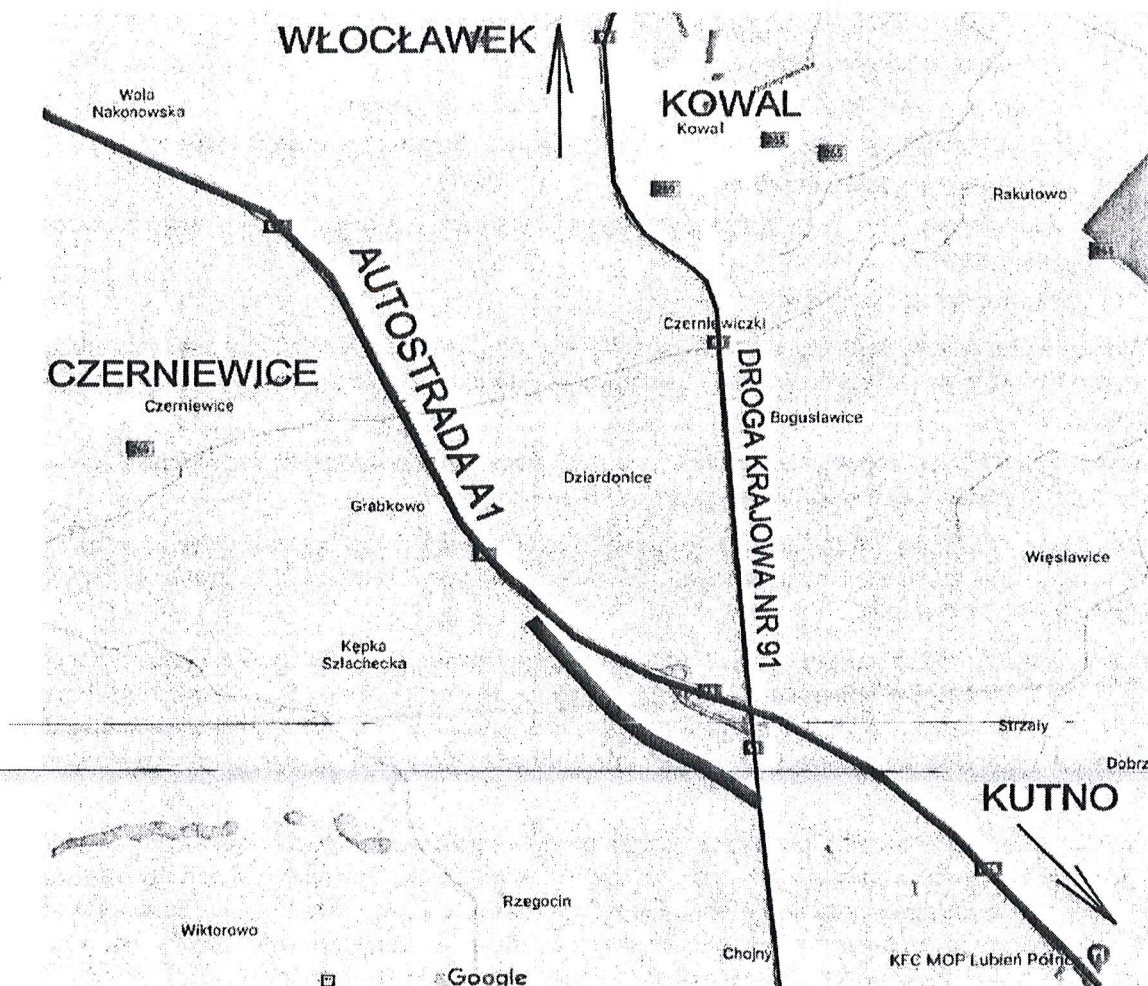 WŁOCŁAWEK
Wola
Nakonowska
KOWAL
Kowal
Rakutowo
AUTOSTRADA A1
Czerniewiczki
CZERNIEWICE
Czerniewice
DROGA KRAJOWA NR 91
Bogusławice
Dziardonice
Grabkowo
Więsławice
Kępka
Szlachecka
Strzały
Dobrz
KUTNO
Rzegocin
Wiktorowo
Chojny
KFC MOP Lubień Półno
Google